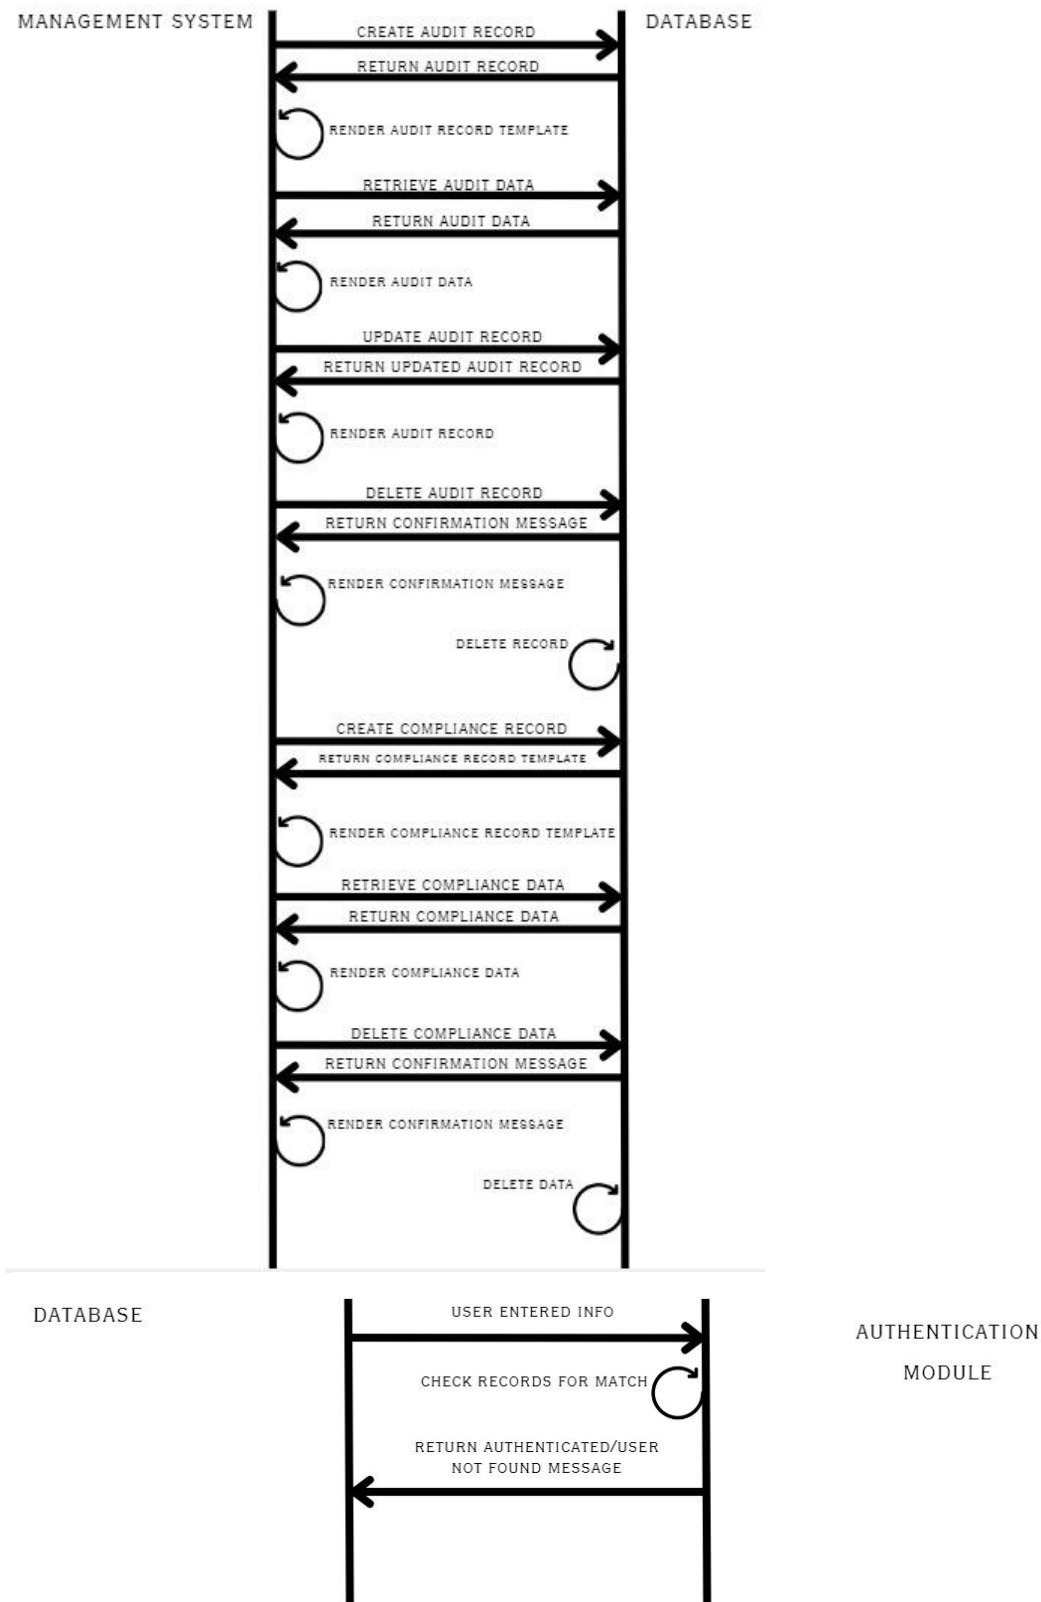 MANAGEMENT SYSTEM
DATABASE
CREATE AUDIT RECORD
RETURN AUDIT RECORD
RENDER AUDIT RECORD TEMPLATE
RETRIEVE AUDIT DATA
RETURN AUDIT DATA
RENDER AUDIT DATA
UPDATE AUDIT RECORD
RETURN UPDATED AUDIT RECORD
RENDER AUDIT RECORD
DELETE AUDIT RECORD
RETURN CONFIRMATION MESSAGE
RENDER CONFIRMATION MESSAGE
DELETE RECORD
CREATE COMPLIANCE RECORD
RETURN COMPLIANCE RECORD TEMPLATE
RENDER COMPLIANCE RECORD TEMPLATE
RETRIEVE COMPLIANCE DATA
RETURN COMPLIANCE DATA
RENDER COMPLIANCE DATA
DELETE COMPLIANCE DATA
RETURN CONFIRMATION MESSAGE
RENDER CONFIRMATION MESSAGE
DELETE DATA
DATABASE
AUTHENTICATION
MODULE
USER ENTERED INFO
CHECK RECORDS FOR MATCH
RETURN AUTHENTICATED/USER
NOT FOUND MESSAGE